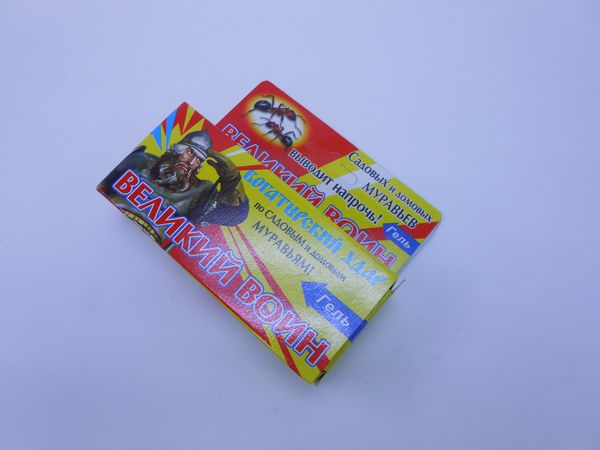 Садовых и домовых
МУРАВЬЕВ
ВЫВОДИТ НАПРОЧЬ!
Гель
ВЕЛИКИЙ ВОИН
БОГАТЫРСКИЙ УДАР
ПО САДОВЫМ и ДОМОВЫМ
МУРАВЬЯМ!
Гель
ВЕЛИКИЙ ВОИН